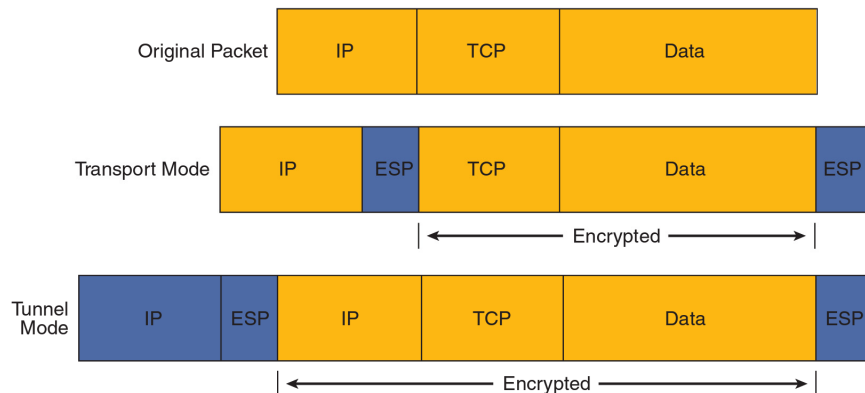 Original Packet IP TCP Data
Transport Mode IP ESP TCP Data ESP
Encrypted
Tunnel
Mode
IP ESP IP TCP Data ESP
Encrypted